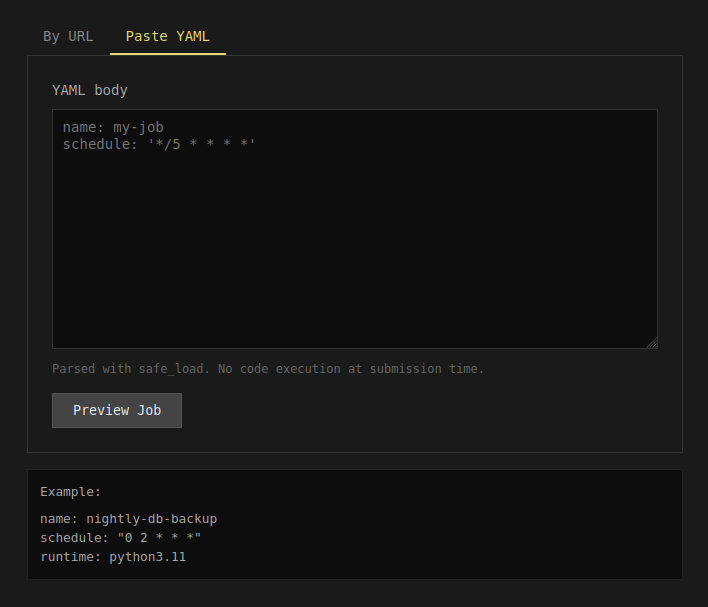 By URL Paste YAML
YAML body
name: my-job
schedule: '*/5 * * * *'
Parsed with safe_load. No code execution at submission time.
Preview Job
Example:
name: nightly-db-backup
schedule: "0 2 * * *"
runtime: python3.11